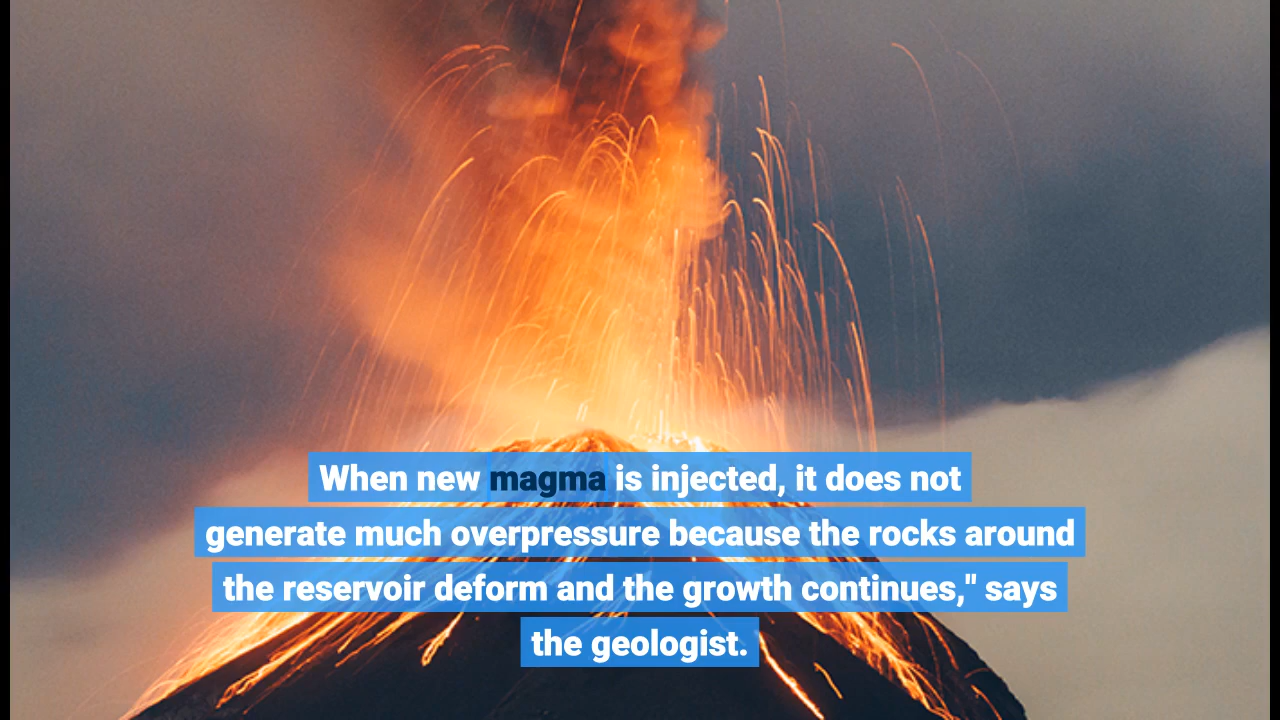 When new magma is injected, it does not
generate much overpressure because the rocks around
the reservoir deform and the growth continues," says
the geologist.